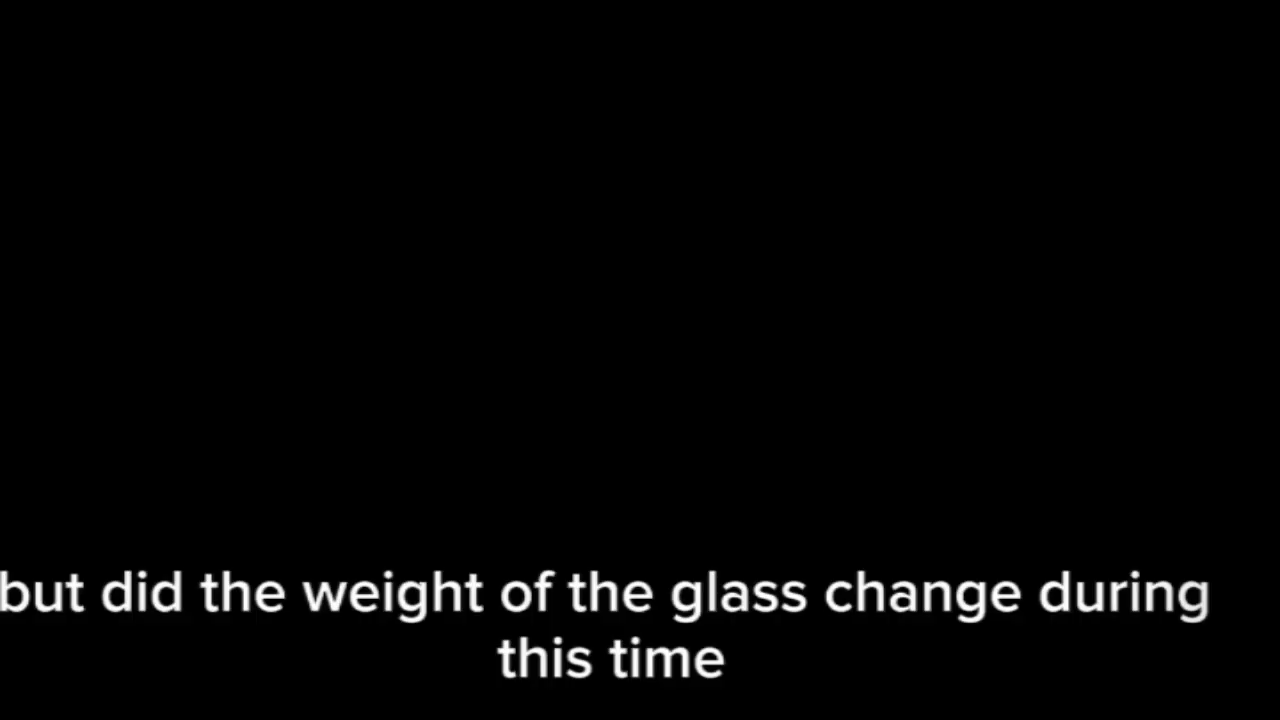 but did the weight of the glass change during
this time